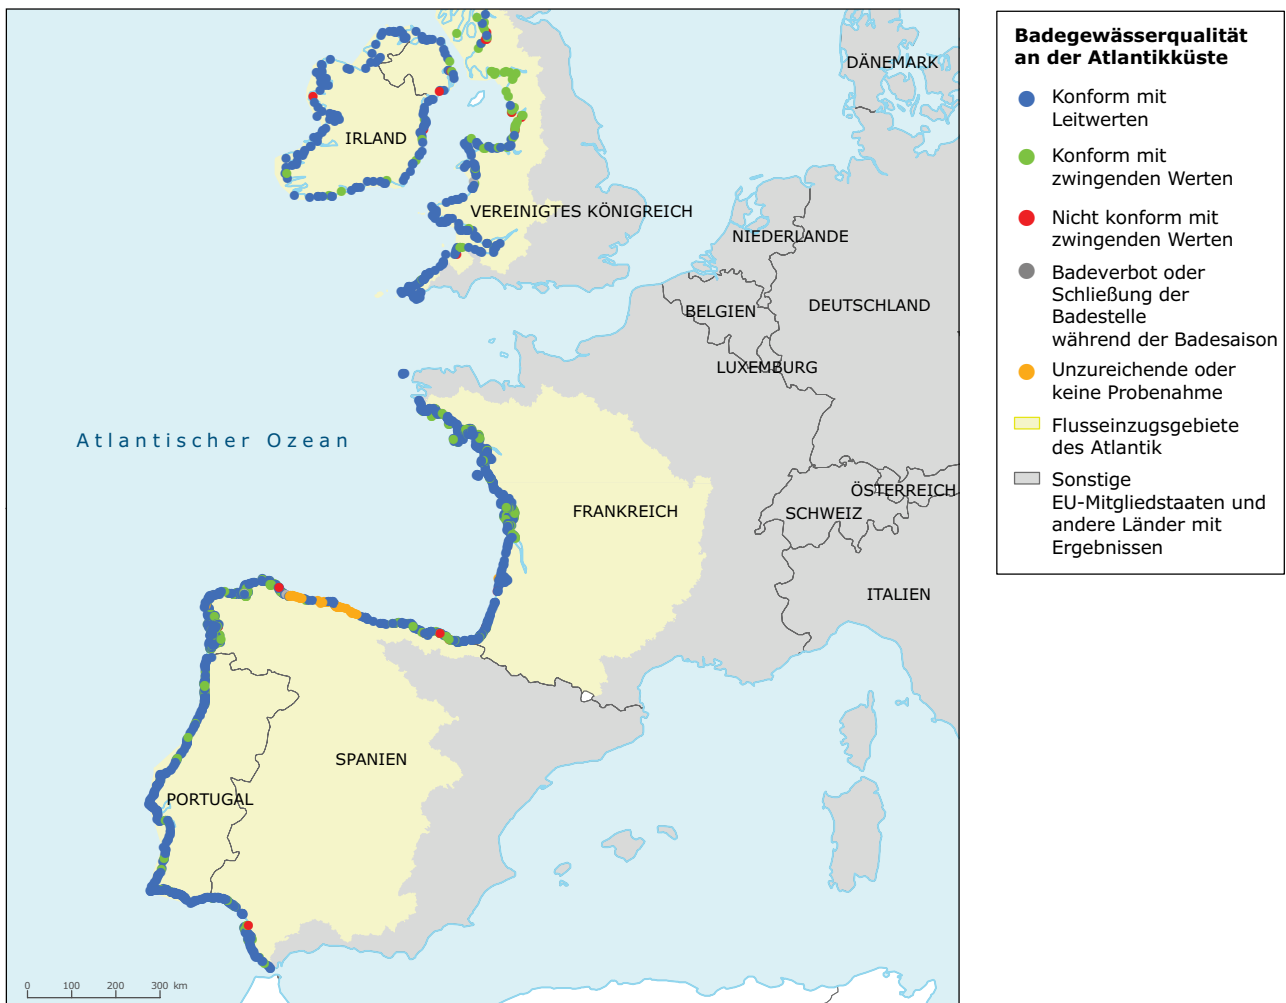 DÄNEMARK
IRLAND
VEREINIGTES KÖNIGREICH
NIEDERLANDE
BELGIEN
DEUTSCHLAND
LUXEMBURG
Atlantischer Ozean
FRANKREICH
ÖSTERREICH
SCHWEIZ
ITALIEN
SPANIEN
PORTUGAL
0 100 200 300 km
Badegewässerqualität
an der Atlantikküste
Konform mit
Leitwerten
Konform mit
zwingenden Werten
Nicht konform mit
zwingenden Werten
Badeverbot oder
Schließung der
Badestelle
während der Badesaison
Unzureichende oder
keine Probenahme
Flusseinzugsgebiete
des Atlantik
Sonstige
EU-Mitgliedstaaten und
andere Länder mit
Ergebnissen